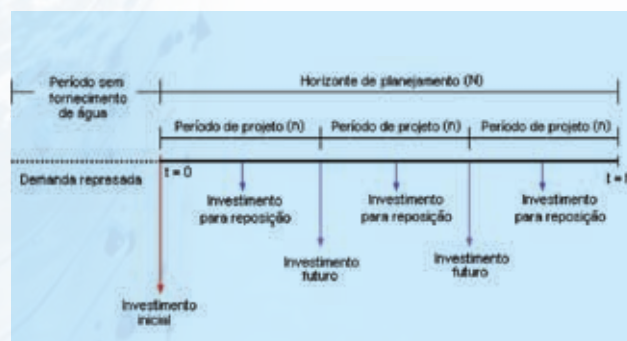 Período sem
fornecimento
de água
Horizonte de planejamento (N)
Período de projeto (n)
Período de projeto (n)
Período de projeto (n)
Demanda represada
t = 0
Investimento
para reposição
Investimento
para reposição
Investimento
para reposição
Investimento
futuro
Investimento
futuro
Investimento
inicial